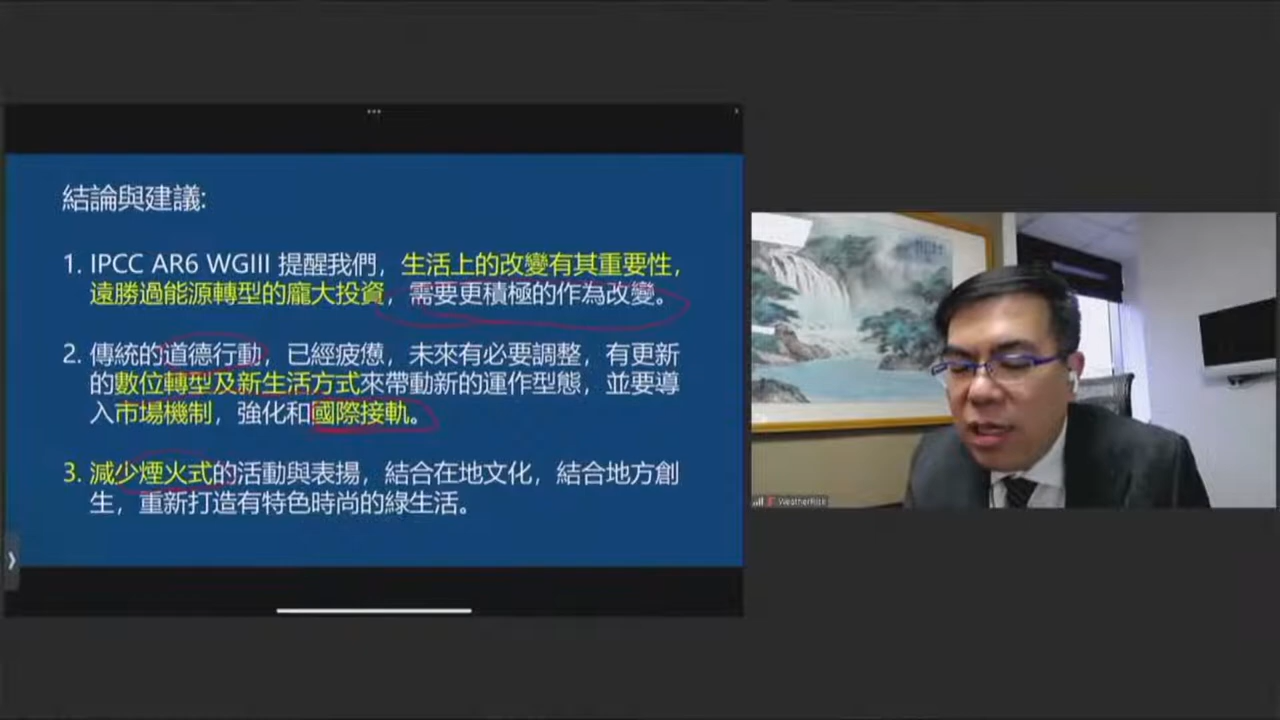 結論與建議:
1. IPCC AR6 WGIII 提醒我們，生活上的改變有其重要性，
遠勝過能源轉型的龐大投資，需要更積極的作為改變。
2. 傳統的道德行動，已經疲憊，未來有必要調整，有更新
的數位轉型及新生活方式來帶動新的運作型態，並要導
入市場機制，強化和國際接軌。
3. 減少煙火式的活動與表揚，結合在地文化，結合地方創
生，重新打造有特色時尚的綠生活。
WeatherRisk